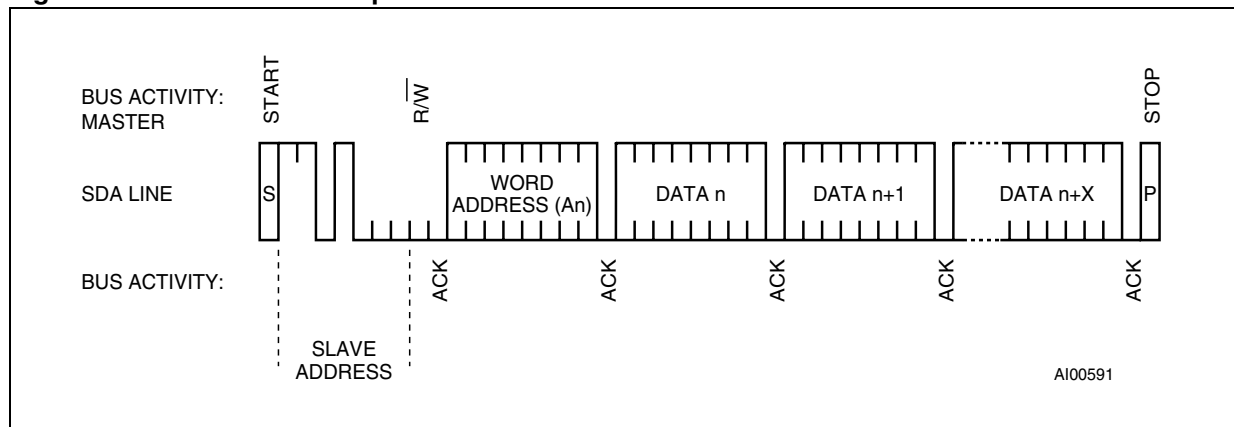 BUS ACTIVITY:
MASTER
START
R/W
STOP
SDA LINE
S
WORD
ADDRESS (An)
DATA n
DATA n+1
DATA n+X
P
BUS ACTIVITY:
ACK
ACK
ACK
ACK
ACK
SLAVE
ADDRESS
AI00591